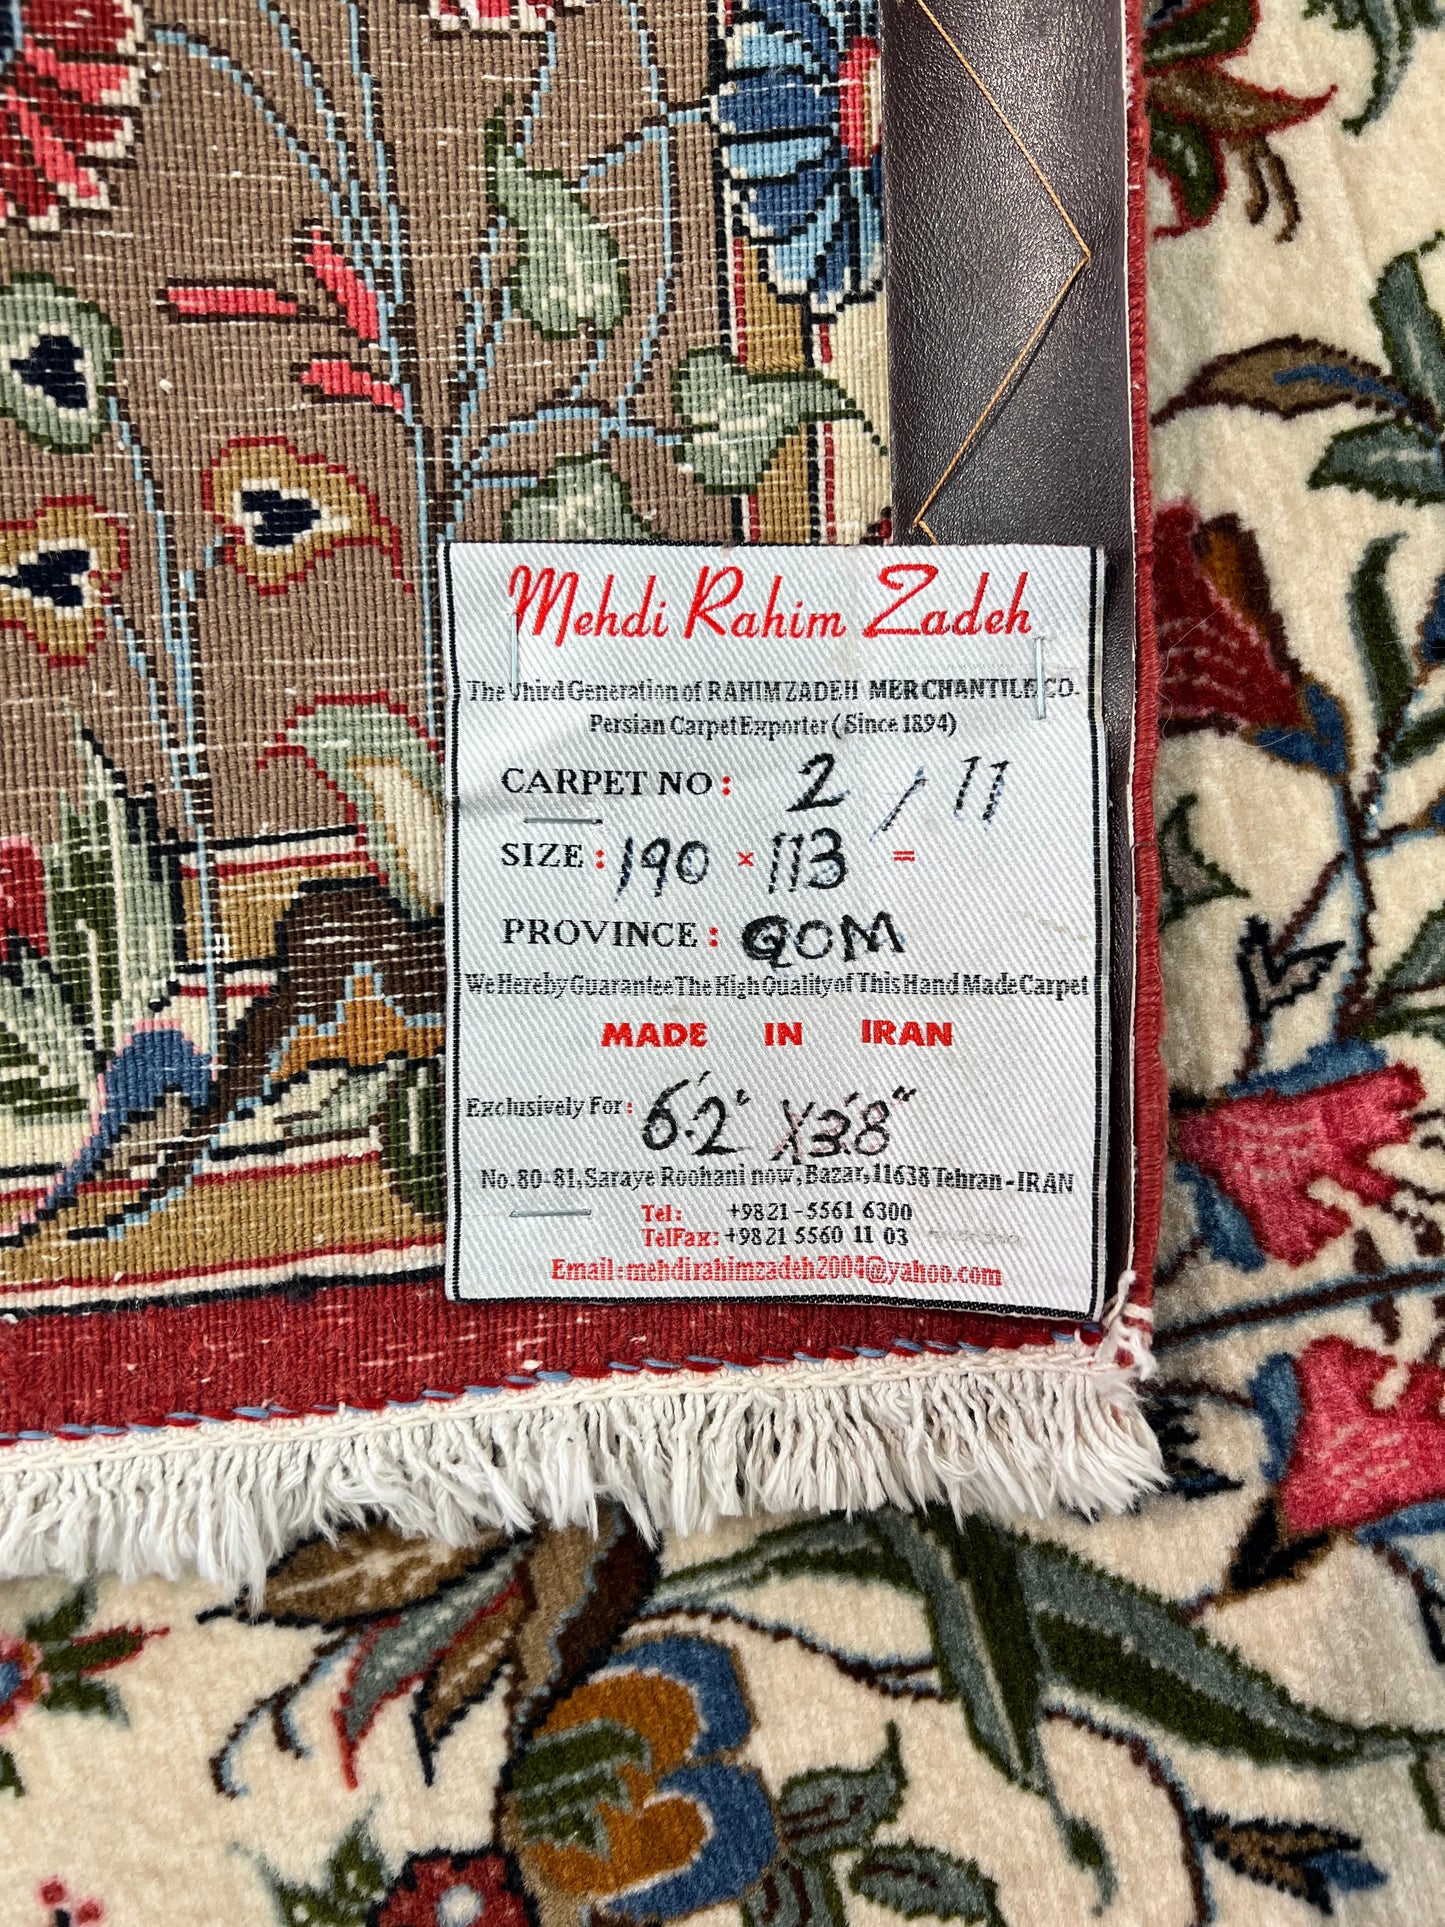 Mehdi Rahim Zadeh
The Third Generation of RAHIMZADEH MERCHANTILE CO.
Persian Carpet Exporter ( Since 1894)
CARPET NO: 2 / 11
SIZE: 190 × 113 =
PROVINCE: QOM
We Hereby Guarantee The High Quality of This Hand Made Carpet
MADE IN IRAN
Exclusively For: 6'.2" X3'.8"
No. 80-81, Saraye Roohani now, Bazar, 11638 Tehran - IRAN
Tel: +9821 - 5561 6300
TelFax: +9821 5560 11 03
Email:mehdirahimzadeh2004@yahoo.com